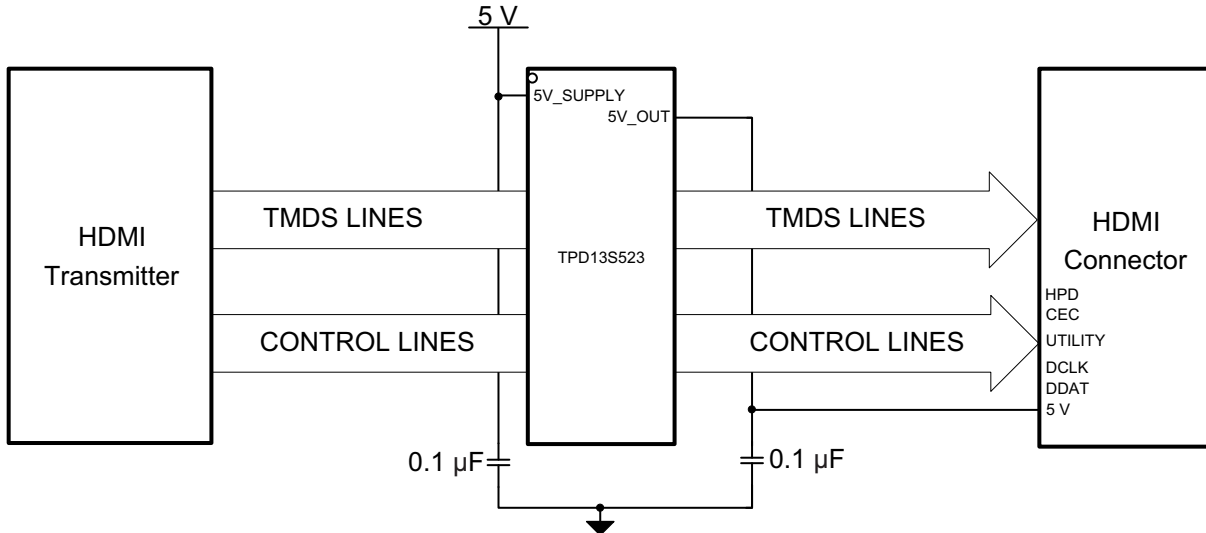 5 V
5V_SUPPLY
5V_OUT
TMDS LINES
TMDS LINES
HDMI
Transmitter
TPD13S523
HDMI
Connector
HPD
CEC
CONTROL LINES
CONTROL LINES
UTILITY
DCLK
DDAT
5 V
0.1 µF
0.1 µF